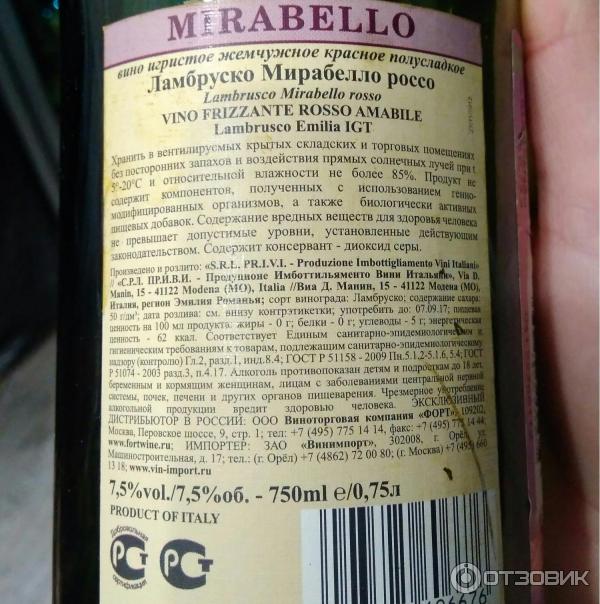 MIRABELLO
вино игристое жемчужное красное полусладкое
Ламбруско Мирабелло россо
Lambrusco Mirabello rosso
VINO FRIZZANTE ROSSO AMABILE
Lambrusco Emilia IGT
Хранить в вентилируемых крытых складских и торговых помещениях
без посторонних запахов и воздействия прямых солнечных лучей при t
5°-20°С и относительной влажности не более 85%. Продукт не
содержит компонентов, полученных с использованием генно-
модифицированных организмов, а также биологически активных
пищевых добавок. Содержание вредных веществ для здоровья человека
не превышает допустимые уровни, установленные действующим
законодательством. Содержит консервант - диоксид серы.
Произведено и розлито: «S.R.L. PR.I.V.I. - Produzione Imbottigliamento Vini Italiani»
// «С.Р.Л. ПР.И.В.И. - Продуционе Имботтильяменто Вини Итальяни», Via D.
Manin, 15 - 41122 Modena (MO), Italia //Виа Д. Манин, 15 - 41122 Модена (МО),
Италия, регион Эмилия Романья; сорт винограда: Ламбруско; содержание сахара:
50 г/дм³; дата розлива: см. внизу контрэтикетки; употребить до: 07.09.17; пищевая
ценность на 100 мл продукта: жиры - 0 г; белки - 0 г; углеводы - 5 г; энергетическая
ценность - 62 ккал. Соответствует Единым санитарно-эпидемиологическим и
гигиеническим требованиям к товарам, подлежащим санитарно-эпидемиологическому
надзору (контролю) Гл.2, разд.1, инд.8.4; ГОСТ Р 51158 - 2009 Пн.5.1.2-5.1.6, 5.4; ГОСТ
Р 51074 - 2003 разд.3, п.4.17. Алкоголь противопоказан детям и подросткам до 18 лет,
беременным и кормящим женщинам, лицам с заболеваниями центральной нервной
системы, почек, печени и других органов пищеварения. Чрезмерное употребление
алкогольной продукции вредит здоровью человека. ЭКСКЛЮЗИВНЫЙ
ДИСТРИБЬЮТОР В РОССИИ: ООО Виноторговая компания «ФОРТ», 109202,
Москва, Перовское шоссе, 9, стр. 1; тел: +7 (495) 775 14 14, факс: +7 (495) 775 14 44;
www.fortwine.ru; ИМПОРТЕР: ЗАО «Винимпорт», 302008, г. Орёл, ул.
Машиностроительная, д. 17; тел.: (г. Орёл) +7 (4862) 72 00 80; (г. Москва) +7 (495) 660
13 18; www.vin-import.ru
7,5%vol./7,5%об. - 750ml e/0,75л
PRODUCT OF ITALY
Добровольная
сертификация
ОТЗОВИК